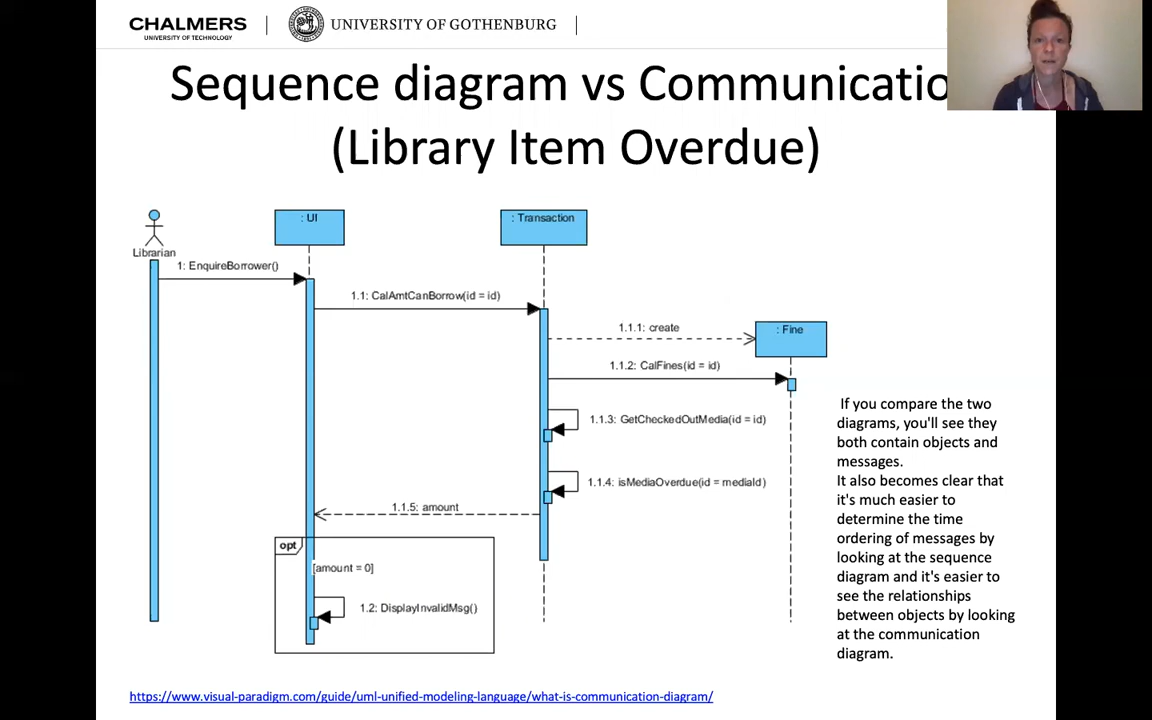 CHALMERS
UNIVERSITY OF TECHNOLOGY
UNIVERSITY OF GOTHENBURG
Sequence diagram vs Communicatio
(Library Item Overdue)
: UI
: Transaction
Librarian
1: EnquireBorrower()
1.1: CalAmtCanBorrow(id = id)
1.1.1: create
: Fine
1.1.2: CalFines(id = id)
1.1.3: GetCheckedOutMedia(id = id)
1.1.4: isMediaOverdue(id = mediaId)
1.1.5: amount
opt
[amount = 0]
1.2: DisplayInvalidMsg()
If you compare the two
diagrams, you'll see they
both contain objects and
messages.
It also becomes clear that
it's much easier to
determine the time
ordering of messages by
looking at the sequence
diagram and it's easier to
see the relationships
between objects by looking
at the communication
diagram.
https://www.visual-paradigm.com/guide/uml-unified-modeling-language/what-is-communication-diagram/